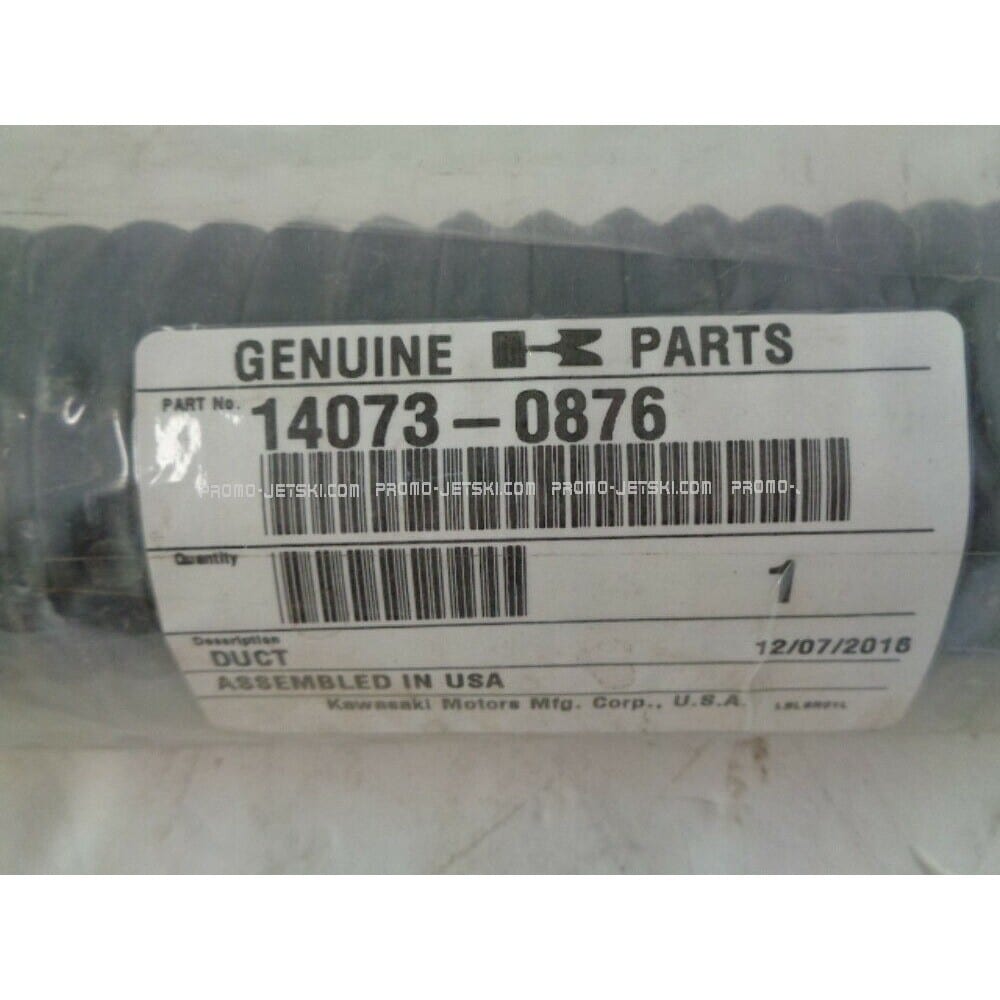 GENUINE PARTS
PART No. 14073-0876
PROMO-JETSKI.COM PROMO-JETSKI.COM PROMO-JETSKI.COM PROMO-
Quantity 1
Description
DUCT 12/07/2016
ASSEMBLED IN USA
Kawasaki Motors Mfg. Corp., U.S.A.